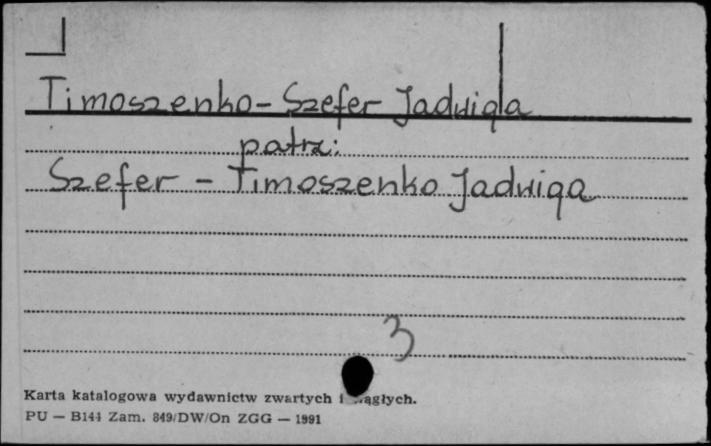 Timoszenko-Szefer Jadwiga
patrz:
Szefer - Timoszenko Jadwiga
3
Karta katalogowa wydawnictw zwartych i ciągłych.
PU — B144 Zam. 849/DW/On ZGG — 1991